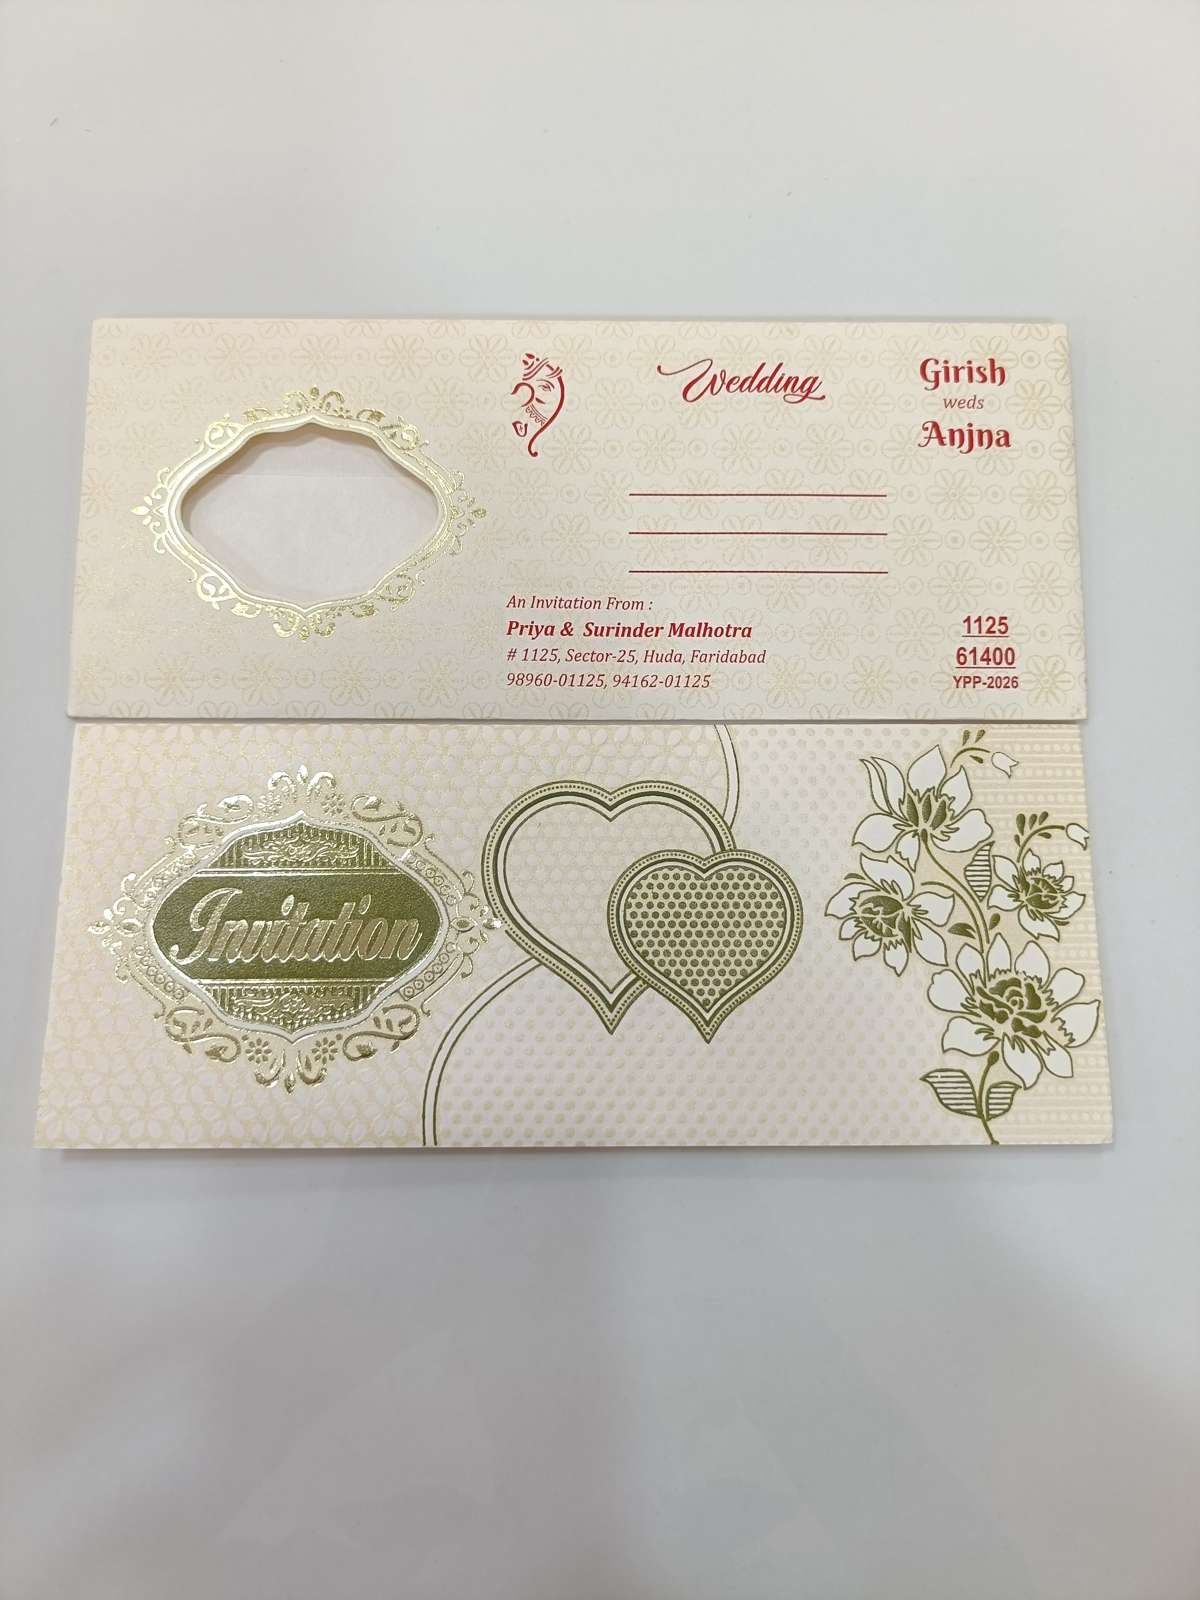 Wedding
Girish
weds
Anjna
An Invitation From :
Priya & Surinder Malhotra
# 1125, Sector-25, Huda, Faridabad
98960-01125, 94162-01125
1125
61400
YPP-2026
Invitation